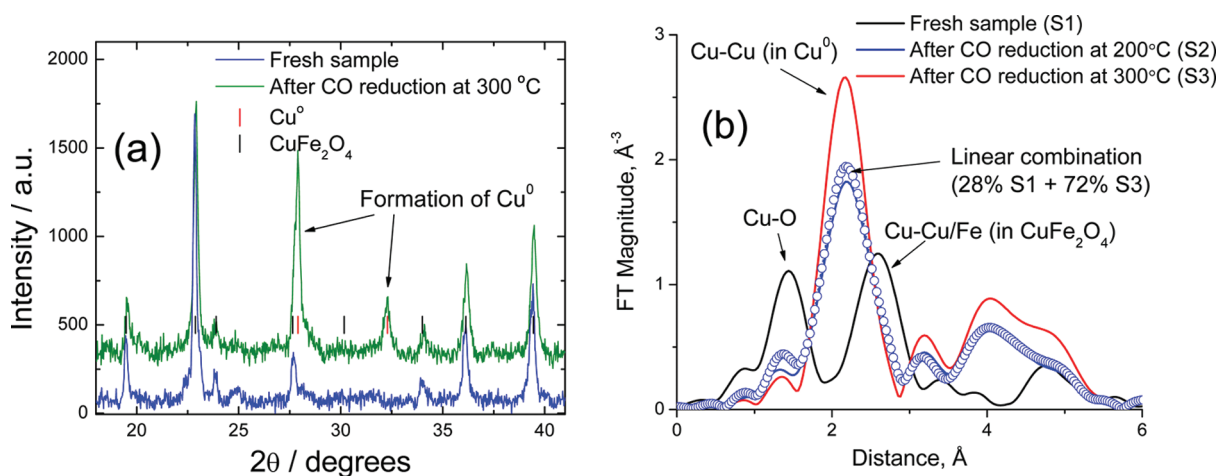 2000
1500
1000
500
0
Intensity / a.u.
(a)
Fresh sample
After CO reduction at 300 °C
Cu°
CuFe₂O₄
Formation of Cu⁰
20
25
30
35
40
2θ / degrees
3
2
1
0
FT Magnitude, Å⁻³
Fresh sample (S1)
After CO reduction at 200°C (S2)
After CO reduction at 300°C (S3)
Cu-Cu (in Cu⁰)
(b)
Linear combination
(28% S1 + 72% S3)
Cu-O
Cu-Cu/Fe (in CuFe₂O₄)
0
2
4
6
Distance, Å